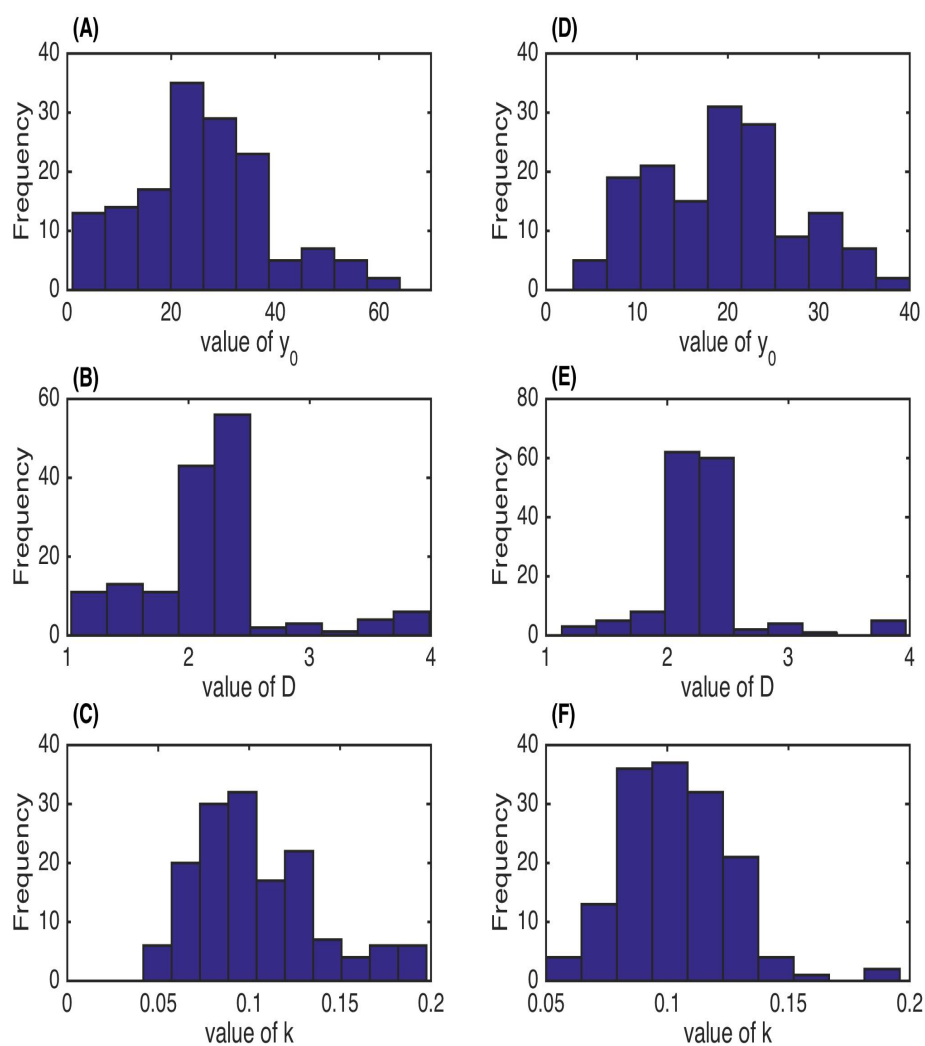 (A)
40
30
20
10
0
Frequency
0 20 40 60
value of y0
(D)
40
30
20
10
0
Frequency
0 10 20 30 40
value of y0
(B)
60
40
20
0
Frequency
1 2 3 4
value of D
(E)
80
60
40
20
0
Frequency
1 2 3 4
value of D
(C)
40
30
20
10
0
Frequency
0 0.05 0.1 0.15 0.2
value of k
(F)
40
30
20
10
0
Frequency
0.05 0.1 0.15 0.2
value of k